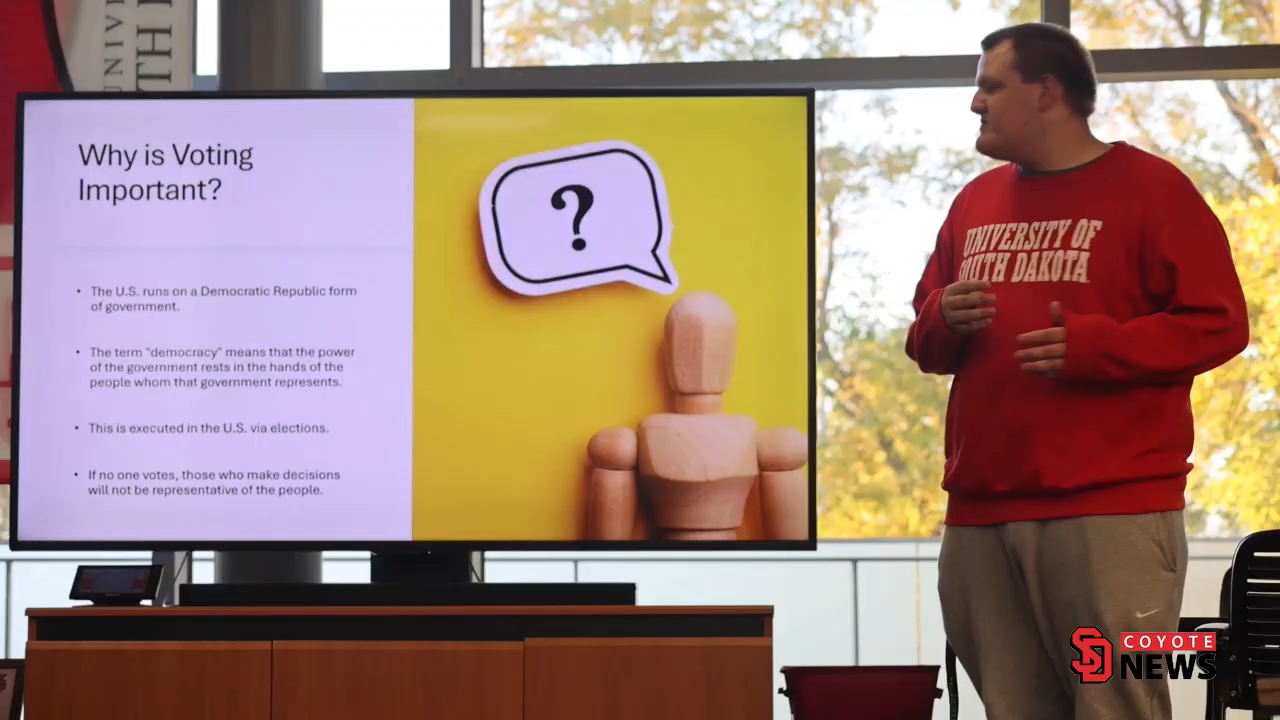 UNIV
TH
Why is Voting
Important?
?
• The U.S. runs on a Democratic Republic form
of government.
• The term "democracy" means that the power
of the government rests in the hands of the
people whom that government represents.
• This is executed in the U.S. via elections.
• If no one votes, those who make decisions
will not be representative of the people.
UNIVERSITY OF
SOUTH DAKOTA
SD
COYOTE
NEWS